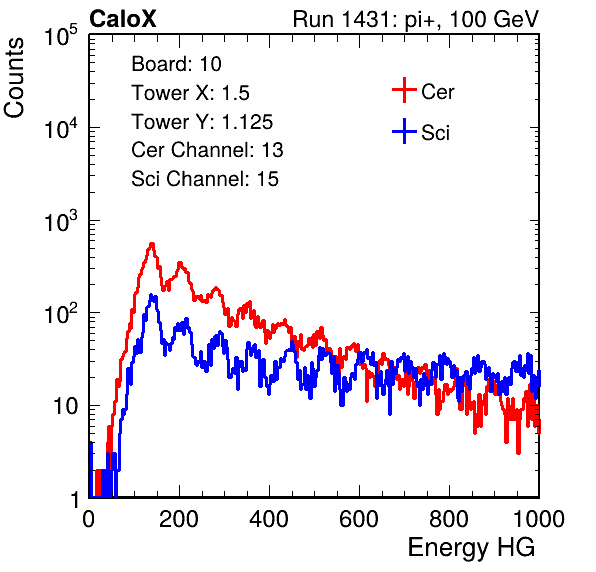 CaloX Run 1431: pi+, 100 GeV
Counts
Board: 10
Tower X: 1.5
Tower Y: 1.125
Cer Channel: 13
Sci Channel: 15
Cer
Sci
10^5
10^4
10^3
10^2
10
1
0 200 400 600 800 1000
Energy HG